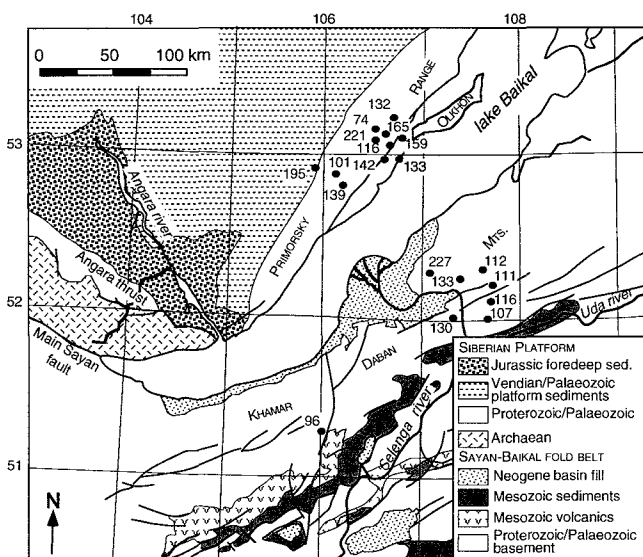 104
106
108
0 50 100 km
53
52
51
132
74
165
221
116
159
142
133
195
101
139
RANGE
OLKHON
lake Baikal
PRIMORSKY
Angara river
Angara thrust
Main Sayan
fault
MTS.
227
133
112
111
116
107
130
Uda river
DABAN
KHAMAR
96
Selenga river
N
104
106
SIBERIAN PLATFORM
Jurassic foredeep sed.
Vendian/Palaeozoic
platform sediments
Proterozoic/Palaeozoic
Archaean
SAYAN-BAIKAL FOLD BELT
Neogene basin fill
Mesozoic sediments
Mesozoic volcanics
Proterozoic/Palaeozoic
basement
108